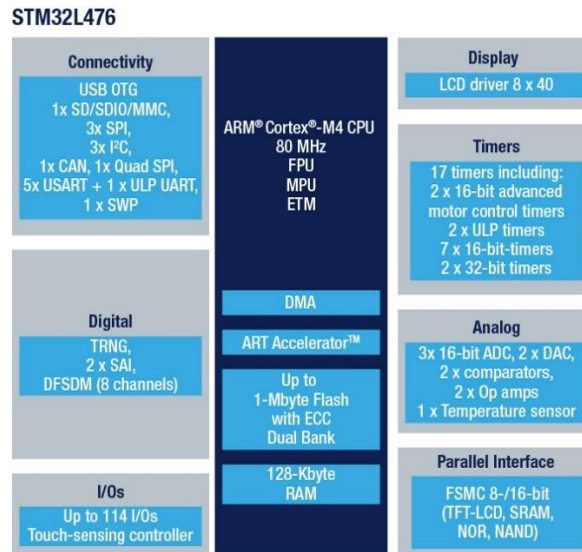 STM32L476
Connectivity
USB OTG
1x SD/SDIO/MMC,
3x SPI,
3x I²C,
1x CAN, 1x Quad SPI,
5x USART + 1 x ULP UART,
1 x SWP
Digital
TRNG,
2 x SAI,
DFSDM (8 channels)
I/Os
Up to 114 I/Os
Touch-sensing controller
ARM® Cortex®-M4 CPU
80 MHz
FPU
MPU
ETM
DMA
ART Accelerator™
Up to
1-Mbyte Flash
with ECC
Dual Bank
128-Kbyte
RAM
Display
LCD driver 8 x 40
Timers
17 timers including:
2 x 16-bit advanced
motor control timers
2 x ULP timers
7 x 16-bit-timers
2 x 32-bit timers
Analog
3x 16-bit ADC, 2 x DAC,
2 x comparators,
2 x Op amps
1 x Temperature sensor
Parallel Interface
FSMC 8-/16-bit
(TFT-LCD, SRAM,
NOR, NAND)